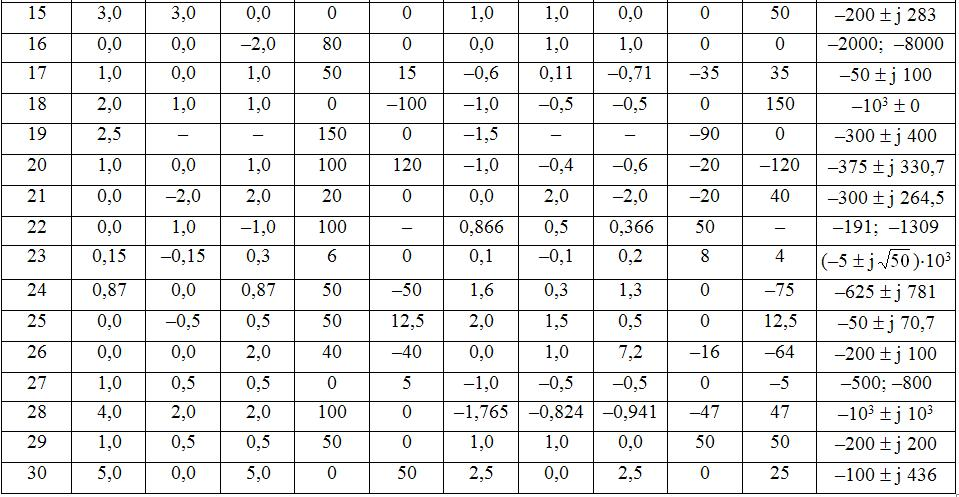 15 3,0 3,0 0,0 0 0 1,0 1,0 0,0 0 50 –200 ± j 283
16 0,0 0,0 –2,0 80 0 0,0 1,0 1,0 0 0 –2000; –8000
17 1,0 0,0 1,0 50 15 –0,6 0,11 –0,71 –35 35 –50 ± j 100
18 2,0 1,0 1,0 0 –100 –1,0 –0,5 –0,5 0 150 –10³ ± 0
19 2,5 – – 150 0 –1,5 – – –90 0 –300 ± j 400
20 1,0 0,0 1,0 100 120 –1,0 –0,4 –0,6 –20 –120 –375 ± j 330,7
21 0,0 –2,0 2,0 20 0 0,0 2,0 –2,0 –20 40 –300 ± j 264,5
22 0,0 1,0 –1,0 100 – 0,866 0,5 0,366 50 – –191; –1309
23 0,15 –0,15 0,3 6 0 0,1 –0,1 0,2 8 4 (–5 ± j √50)·10³
24 0,87 0,0 0,87 50 –50 1,6 0,3 1,3 0 –75 –625 ± j 781
25 0,0 –0,5 0,5 50 12,5 2,0 1,5 0,5 0 12,5 –50 ± j 70,7
26 0,0 0,0 2,0 40 –40 0,0 1,0 7,2 –16 –64 –200 ± j 100
27 1,0 0,5 0,5 0 5 –1,0 –0,5 –0,5 0 –5 –500; –800
28 4,0 2,0 2,0 100 0 –1,765 –0,824 –0,941 –47 47 –10³ ± j 10³
29 1,0 0,5 0,5 50 0 1,0 1,0 0,0 50 50 –200 ± j 200
30 5,0 0,0 5,0 0 50 2,5 0,0 2,5 0 25 –100 ± j 436